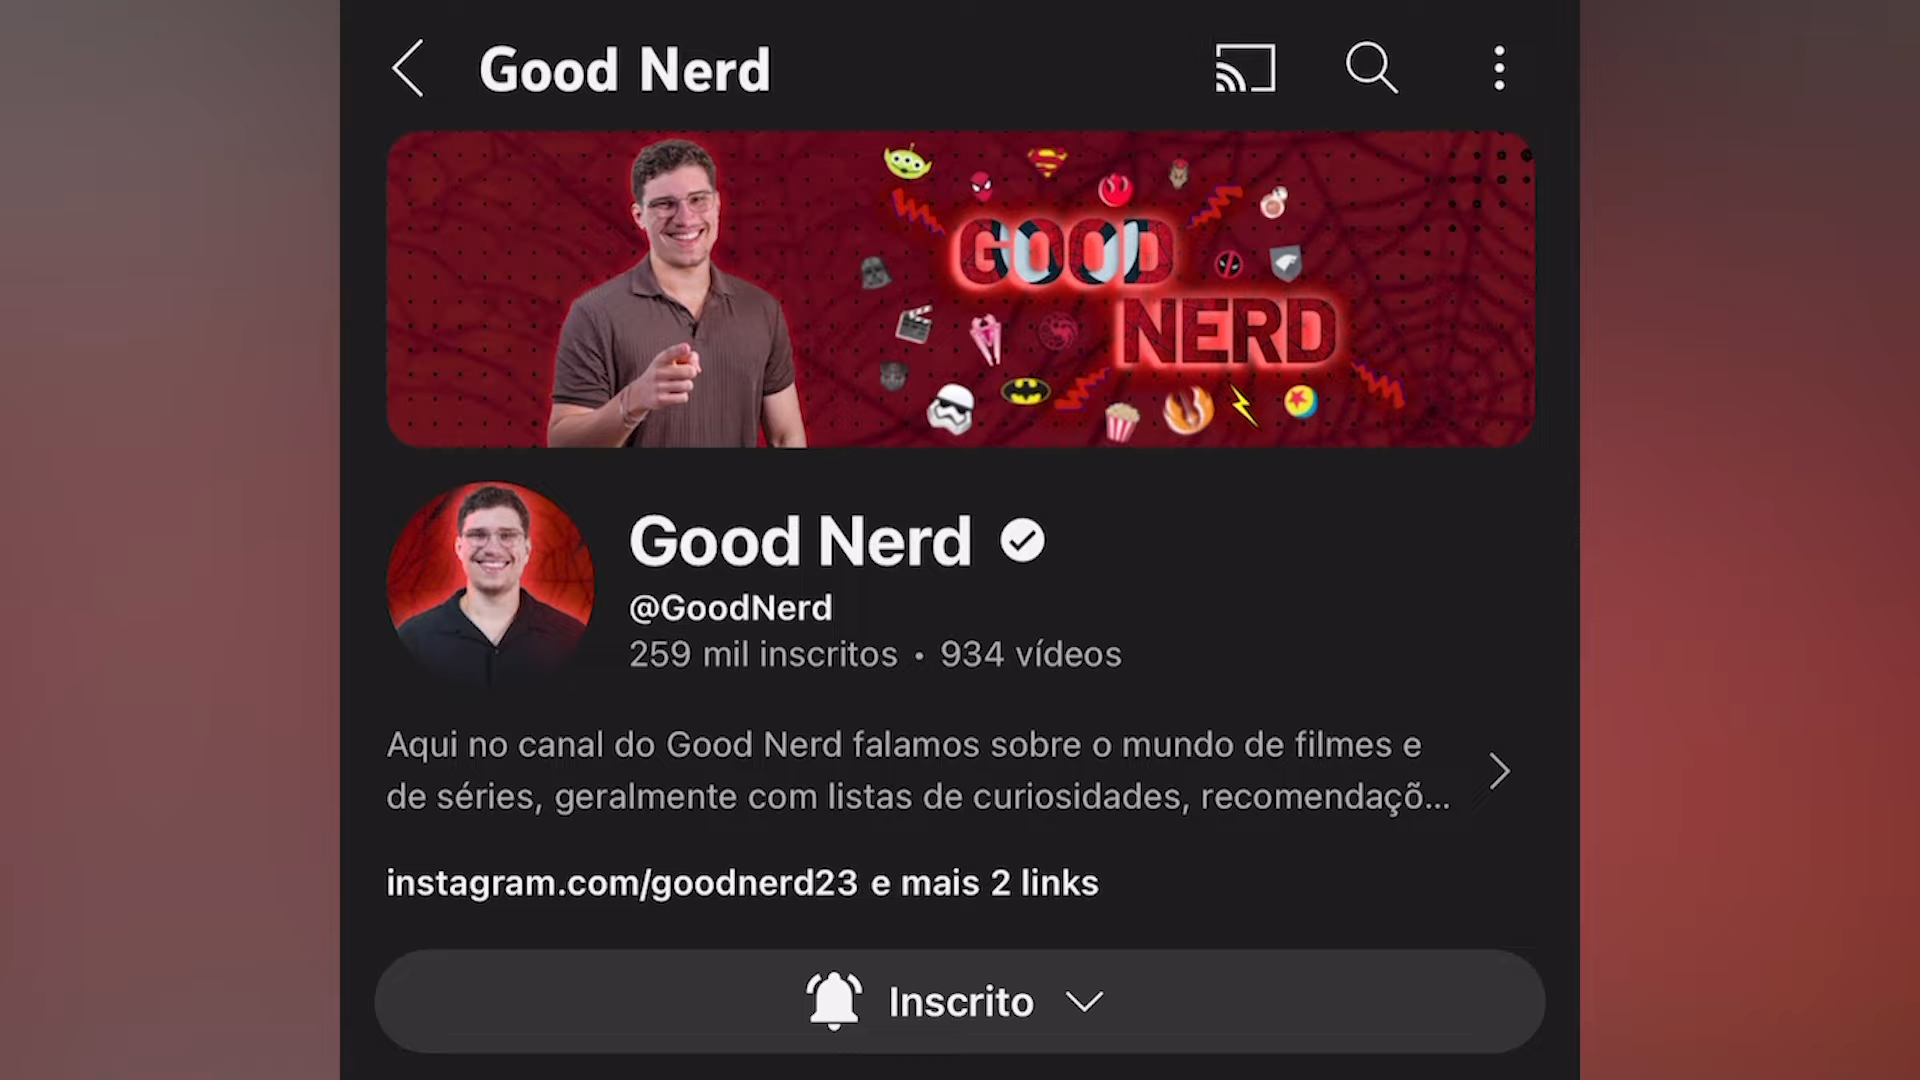 Good Nerd
GOOD
NERD
Good Nerd
@GoodNerd
259 mil inscritos • 934 vídeos
Aqui no canal do Good Nerd falamos sobre o mundo de filmes e
de séries, geralmente com listas de curiosidades, recomendaçõ...
instagram.com/goodnerd23 e mais 2 links
Inscrito